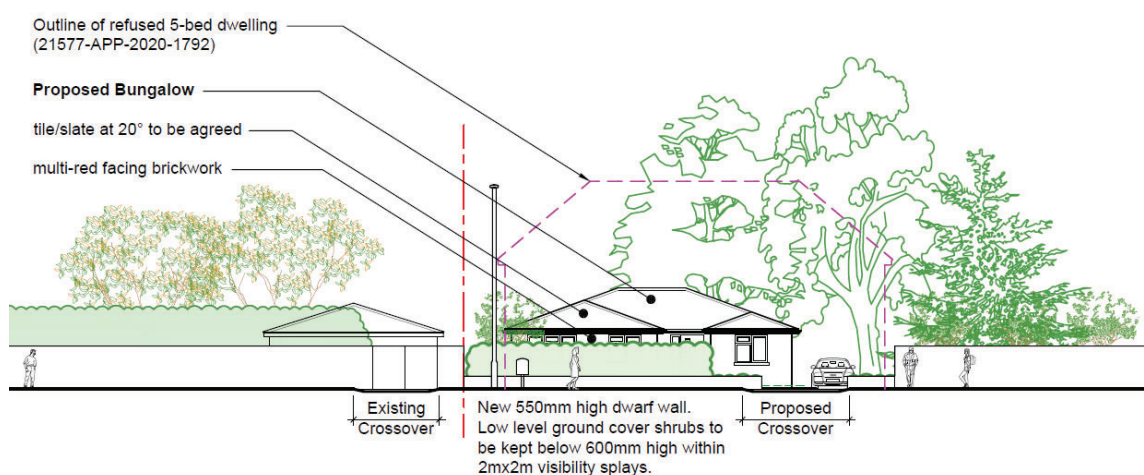 Outline of refused 5-bed dwelling
(21577-APP-2020-1792)
Proposed Bungalow
tile/slate at 20° to be agreed
multi-red facing brickwork
Existing
Crossover
New 550mm high dwarf wall.
Low level ground cover shrubs to
be kept below 600mm high within
2mx2m visibility splays.
Proposed
Crossover